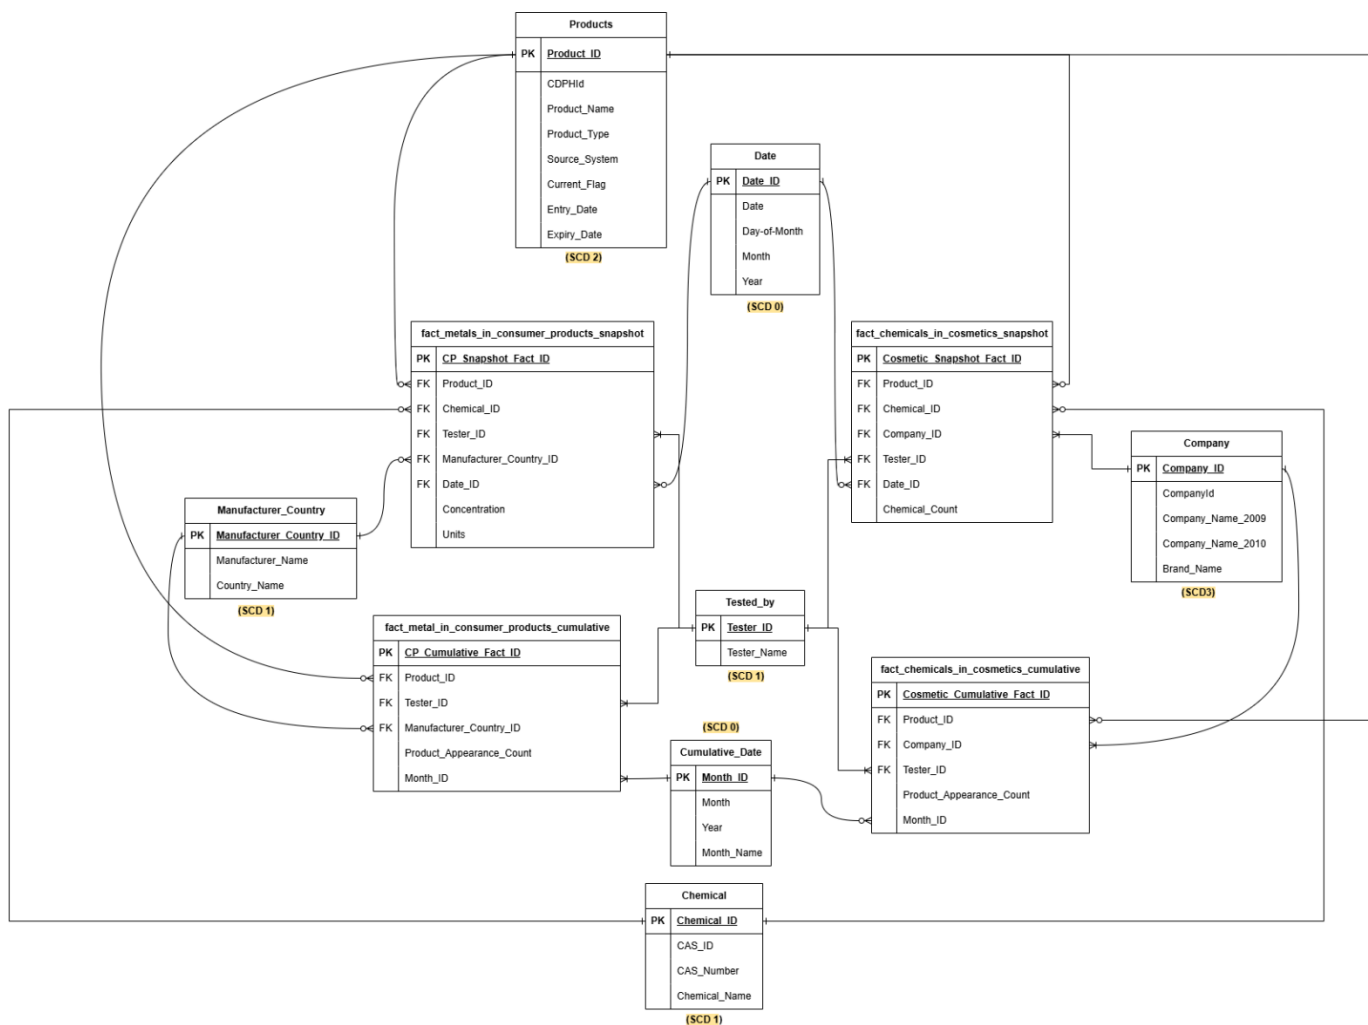 Products
PK Product_ID
CDPHId
Product_Name
Product_Type
Source_System
Current_Flag
Entry_Date
Expiry_Date
(SCD 2)
Date
PK Date_ID
Date
Day-of-Month
Month
Year
(SCD 0)
fact_metals_in_consumer_products_snapshot
PK CP_Snapshot_Fact_ID
FK Product_ID
FK Chemical_ID
FK Tester_ID
FK Manufacturer_Country_ID
FK Date_ID
Concentration
Units
fact_chemicals_in_cosmetics_snapshot
PK Cosmetic_Snapshot_Fact_ID
FK Product_ID
FK Chemical_ID
FK Company_ID
FK Tester_ID
FK Date_ID
Chemical_Count
Company
PK Company_ID
CompanyId
Company_Name_2009
Company_Name_2010
Brand_Name
(SCD3)
Manufacturer_Country
PK Manufacturer_Country_ID
Manufacturer_Name
Country_Name
(SCD 1)
Tested_by
PK Tester_ID
Tester_Name
(SCD 1)
fact_metal_in_consumer_products_cumulative
PK CP_Cumulative_Fact_ID
FK Product_ID
FK Tester_ID
FK Manufacturer_Country_ID
Product_Appearance_Count
Month_ID
fact_chemicals_in_cosmetics_cumulative
PK Cosmetic_Cumulative_Fact_ID
FK Product_ID
FK Company_ID
FK Tester_ID
Product_Appearance_Count
Month_ID
(SCD 0)
Cumulative_Date
PK Month_ID
Month
Year
Month_Name
Chemical
PK Chemical_ID
CAS_ID
CAS_Number
Chemical_Name
(SCD 1)